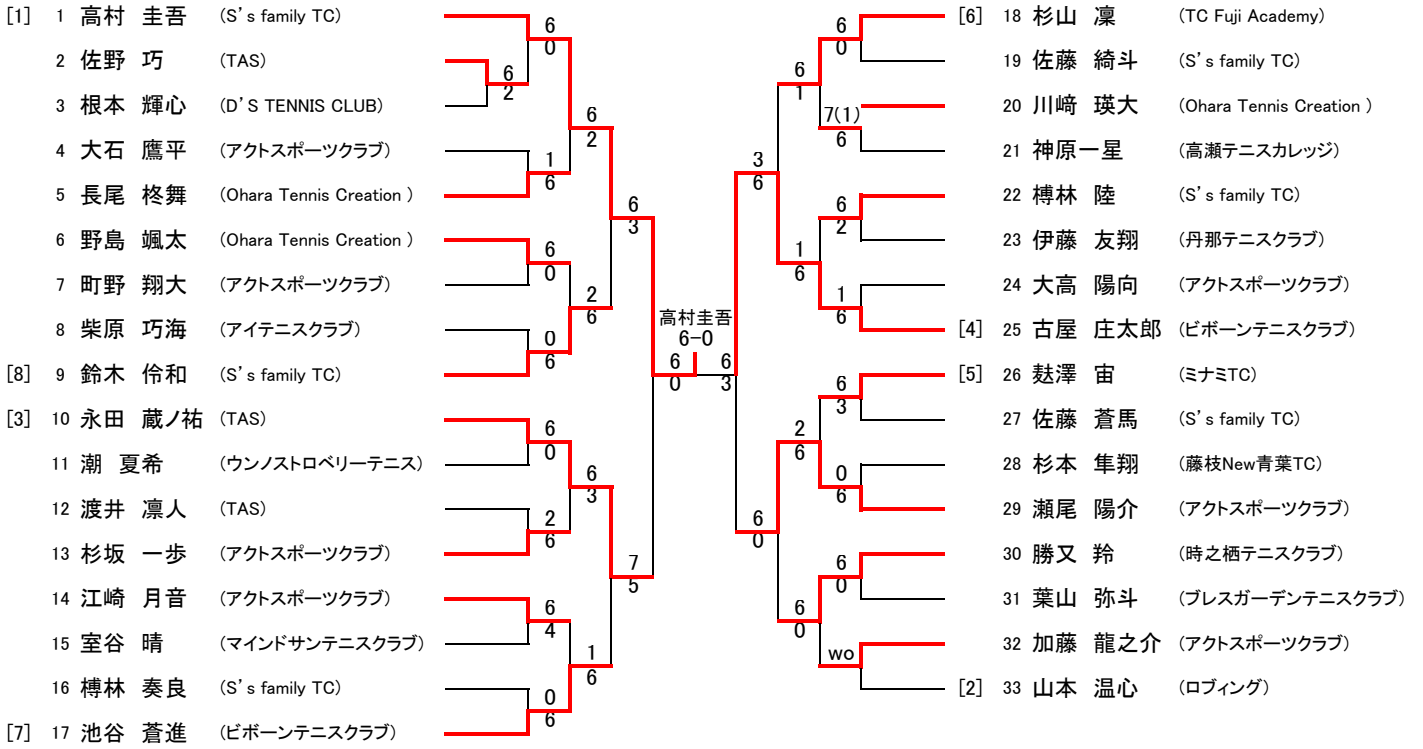 [1] 1 高村 圭吾 (S's family TC)
2 佐野 巧 (TAS)
3 根本 輝心 (D'S TENNIS CLUB)
4 大石 鷹平 (アクトスポーツクラブ)
5 長尾 柊舞 (Ohara Tennis Creation )
6 野島 颯太 (Ohara Tennis Creation )
7 町野 翔大 (アクトスポーツクラブ)
8 柴原 巧海 (アイテニスクラブ)
[8] 9 鈴木 伶和 (S's family TC)
[3] 10 永田 蔵ノ祐 (TAS)
11 潮 夏希 (ウンノストロベリーテニス)
12 渡井 凛人 (TAS)
13 杉坂 一歩 (アクトスポーツクラブ)
14 江崎 月音 (アクトスポーツクラブ)
15 室谷 晴 (マインドサンテニスクラブ)
16 榑林 奏良 (S's family TC)
[7] 17 池谷 蒼進 (ビボーンテニスクラブ)
6
0
6
2
6
2
1
6
6
3
6
0
2
6
0
6
6
0
6
3
2
6
7
5
6
4
1
6
0
6
高村圭吾
6-0
6
0
6
3
6
0
6
1
7(1)
6
3
6
6
2
1
6
1
6
6
3
2
6
0
6
6
0
6
0
6
0
wo
[6] 18 杉山 凜 (TC Fuji Academy)
19 佐藤 綺斗 (S's family TC)
20 川﨑 瑛大 (Ohara Tennis Creation )
21 神原一星 (高瀬テニスカレッジ)
22 榑林 陸 (S's family TC)
23 伊藤 友翔 (丹那テニスクラブ)
24 大高 陽向 (アクトスポーツクラブ)
[4] 25 古屋 庄太郎 (ビボーンテニスクラブ)
[5] 26 麸澤 宙 (ミナミTC)
27 佐藤 蒼馬 (S's family TC)
28 杉本 隼翔 (藤枝New青葉TC)
29 瀬尾 陽介 (アクトスポーツクラブ)
30 勝又 羚 (時之栖テニスクラブ)
31 葉山 弥斗 (ブレスガーデンテニスクラブ)
32 加藤 龍之介 (アクトスポーツクラブ)
[2] 33 山本 温心 (ロブィング)